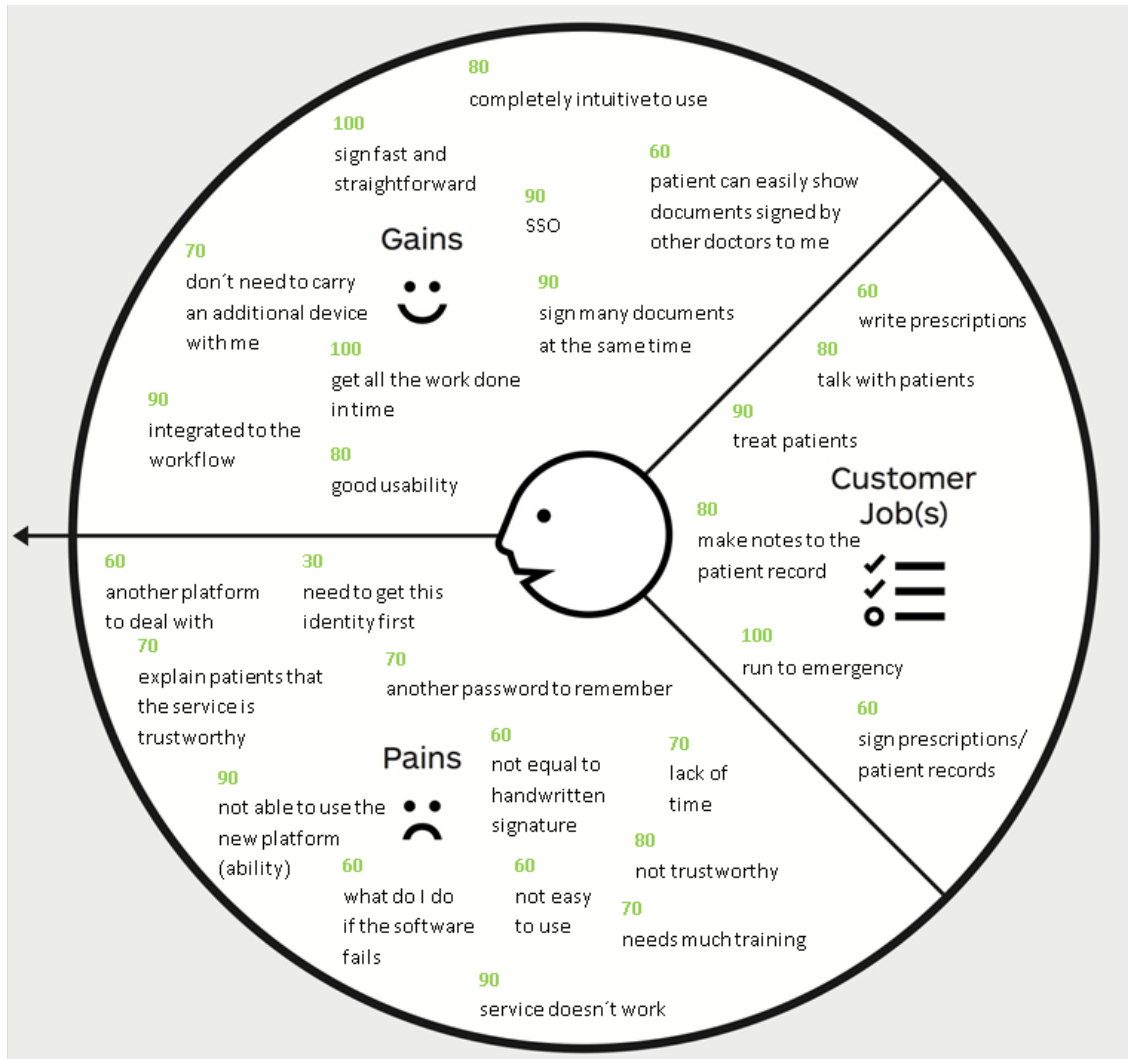 80
completely intuitive to use
100
sign fast and
straightforward
60
patient can easily show
documents signed by
other doctors to me
90
SSO
Gains
70
don´t need to carry
an additional device
with me
90
sign many documents
at the same time
100
get all the work done
in time
90
integrated to the
workflow
80
good usability
60
write prescriptions
80
talk with patients
90
treat patients
Customer
Job(s)
80
make notes to the
patient record
100
run to emergency
60
sign prescriptions/
patient records
60
another platform
to deal with
30
need to get this
identity first
70
explain patients that
the service is
trustworthy
70
another password to remember
Pains
60
not equal to
handwritten
signature
70
lack of
time
90
not able to use the
new platform
(ability)
80
not trustworthy
60
what do I do
if the software
fails
60
not easy
to use
70
needs much training
90
service doesn´t work